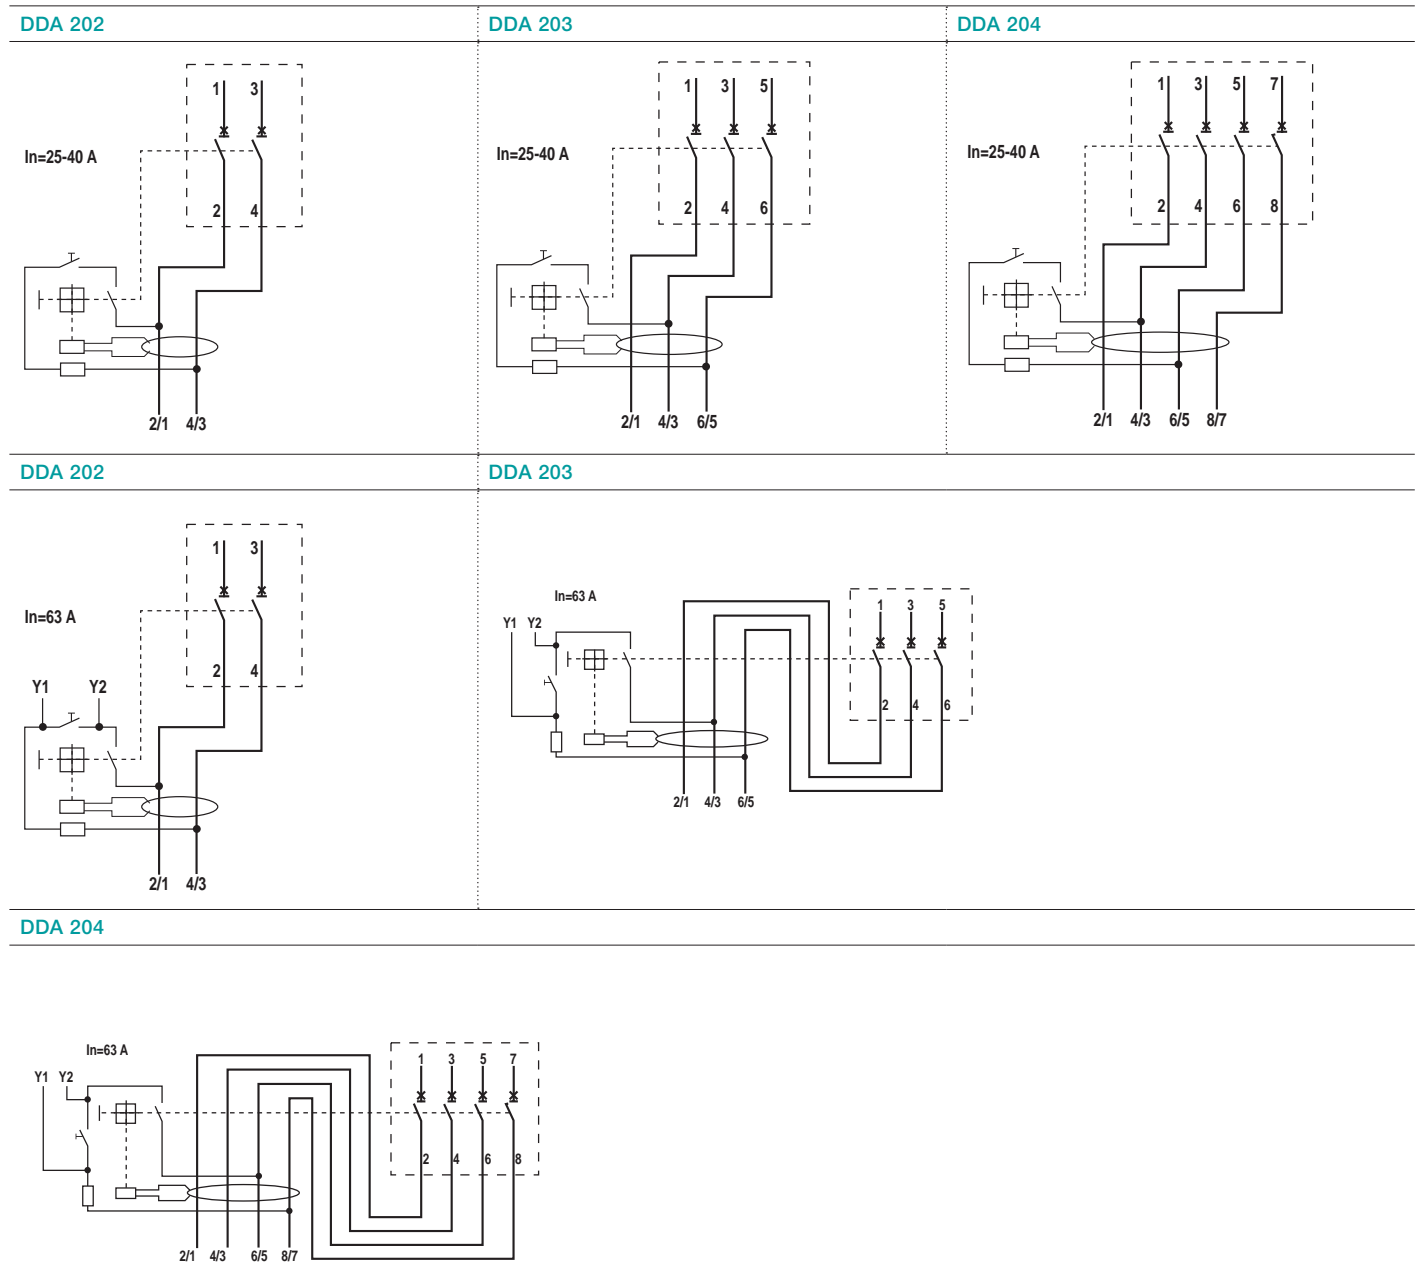 DDA 202
DDA 203
DDA 204
1 3
In=25-40 A
2 4
2/1 4/3
1 3 5
In=25-40 A
2 4 6
2/1 4/3 6/5
1 3 5 7
In=25-40 A
2 4 6 8
2/1 4/3 6/5 8/7
DDA 202
DDA 203
1 3
In=63 A
2 4
Y1 Y2
2/1 4/3
In=63 A
1 3 5
Y1 Y2
2 4 6
2/1 4/3 6/5
DDA 204
In=63 A
1 3 5 7
Y1 Y2
2 4 6 8
2/1 4/3 6/5 8/7